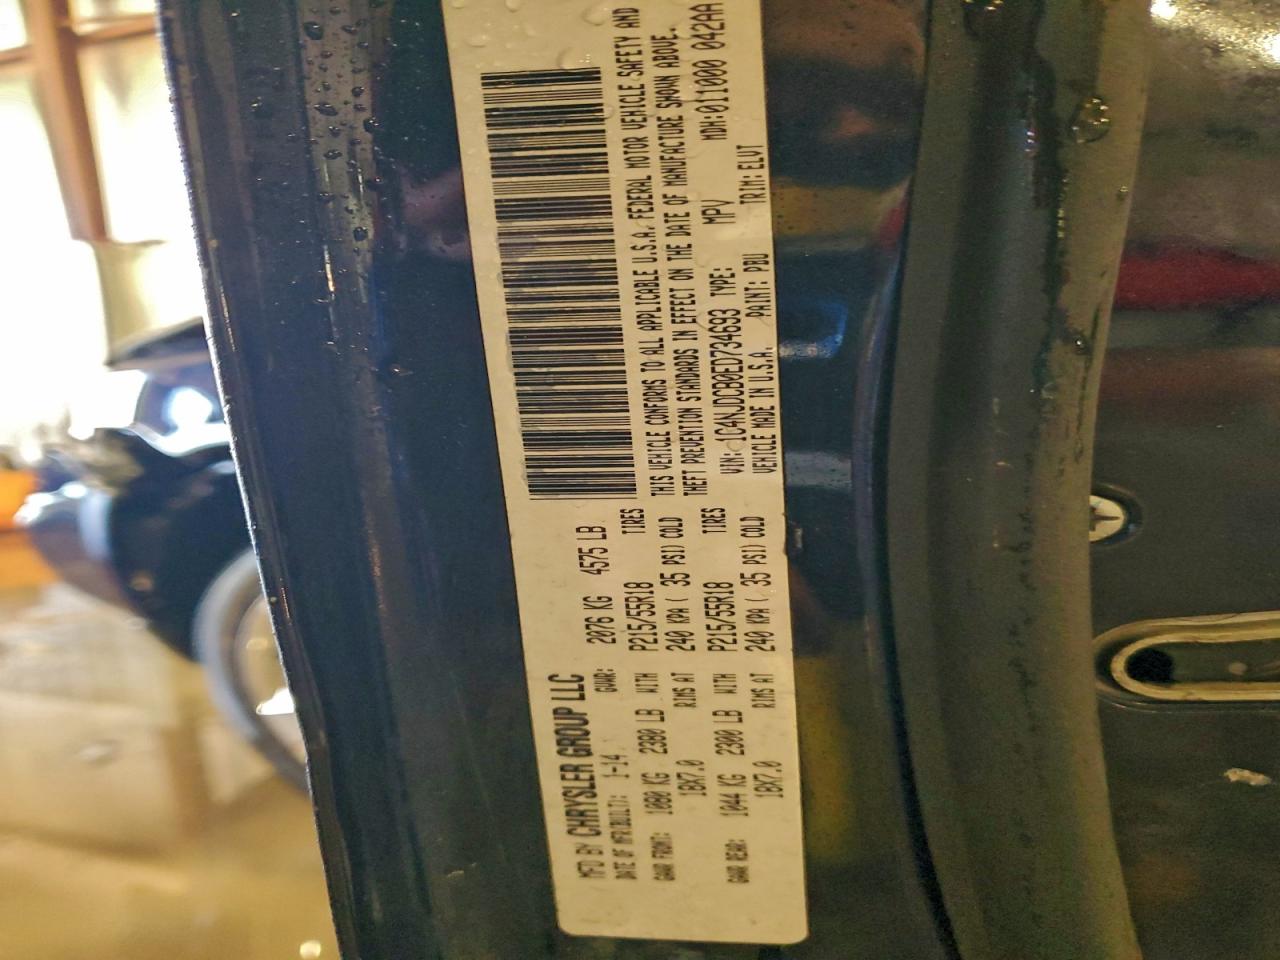 MFD BY CHRYSLER GROUP LLC
DATE OF MFR(BUILT): 1-14 GVWR: 2076 KG 4575 LB
GAWR FRONT: 1080 KG 2380 LB WITH P215/55R18 TIRES
18X7.0 RIMS AT 240 KPA ( 35 PSI) COLD
GAWR REAR: 1044 KG 2300 LB WITH P215/55R18 TIRES
18X7.0 RIMS AT 240 KPA ( 35 PSI) COLD
THIS VEHICLE CONFORMS TO ALL APPLICABLE U.S.A. FEDERAL MOTOR VEHICLE SAFETY AND
THEFT PREVENTION STANDARDS IN EFFECT ON THE DATE OF MANUFACTURE SHOWN ABOVE.
VIN: 1C4NJDCB0ED734693 TYPE: MPV MDH:011000 042AA
VEHICLE MADE IN U.S.A. PAINT: PBU TRIM: ELVT